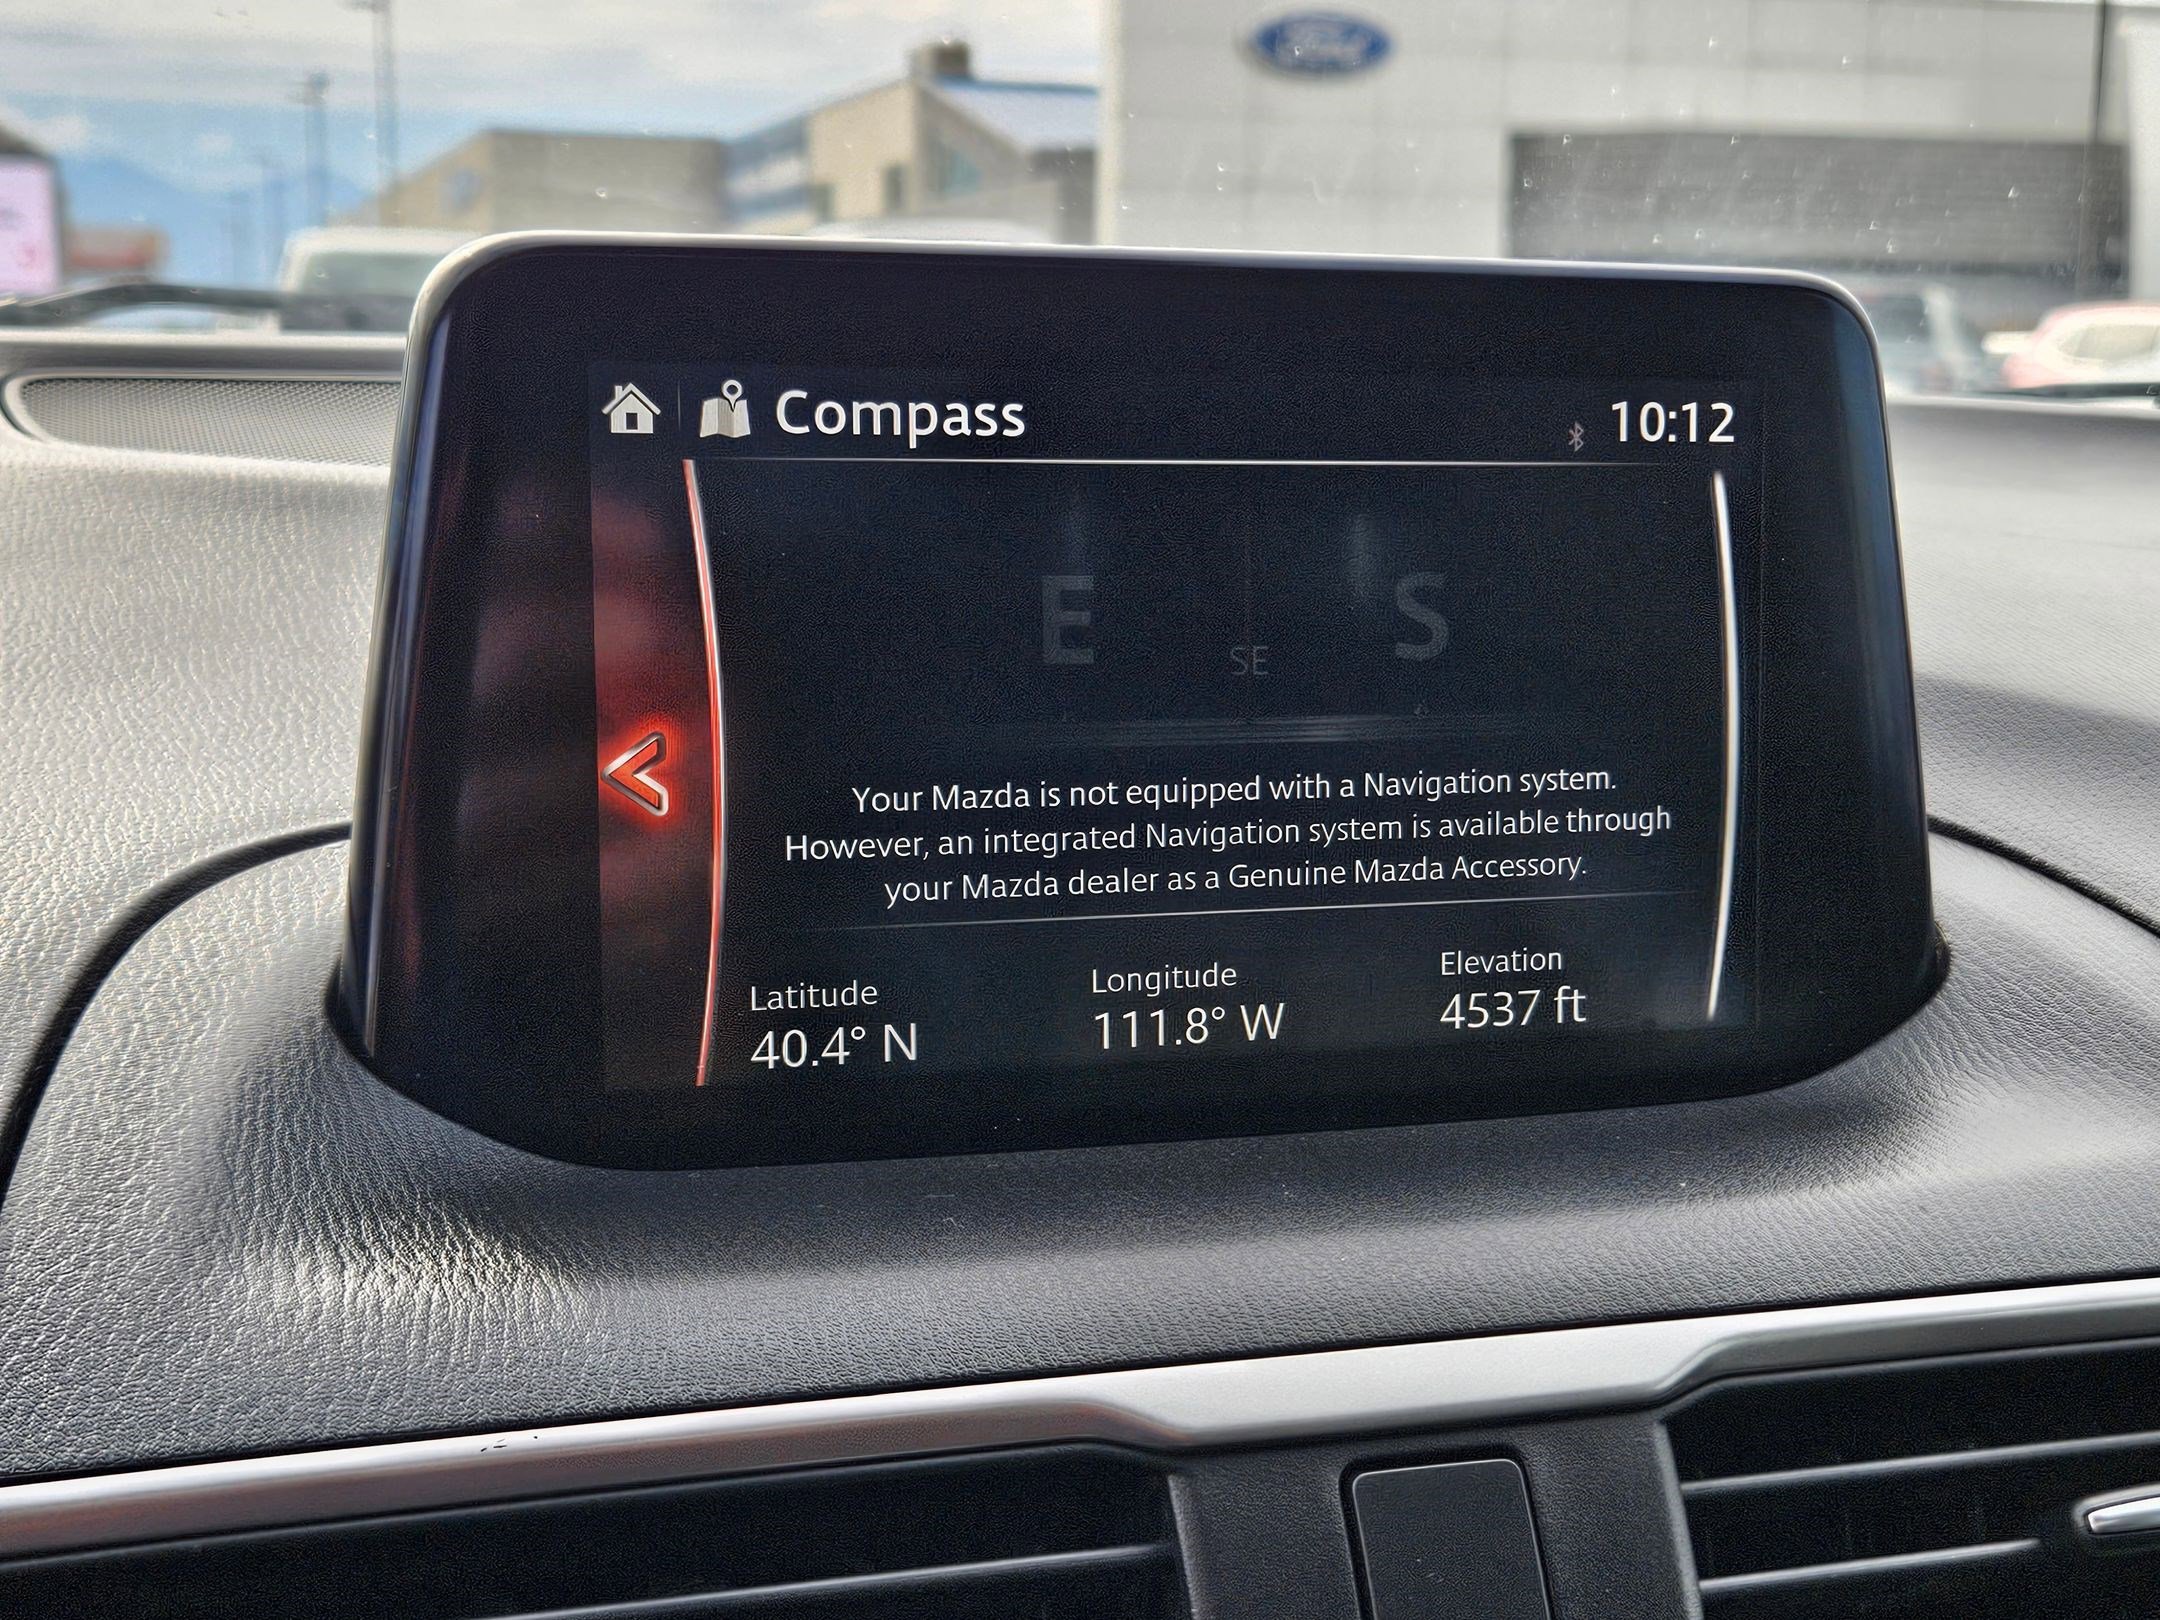 Ford
Compass
10:12
E
SE
S
Your Mazda is not equipped with a Navigation system.
However, an integrated Navigation system is available through
your Mazda dealer as a Genuine Mazda Accessory.
Latitude
Longitude
Elevation
40.4° N
111.8° W
4537 ft